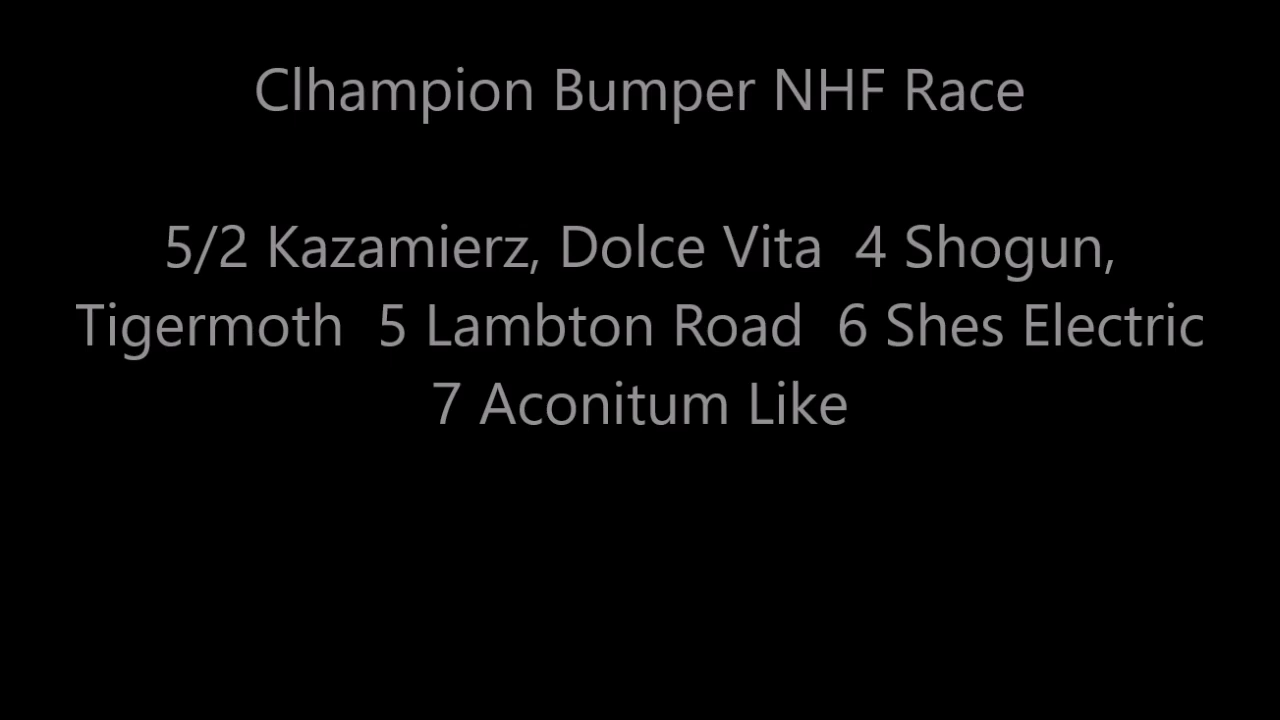 Clhampion Bumper NHF Race
5/2 Kazamierz, Dolce Vita  4 Shogun,
Tigermoth  5 Lambton Road  6 Shes Electric
7 Aconitum Like